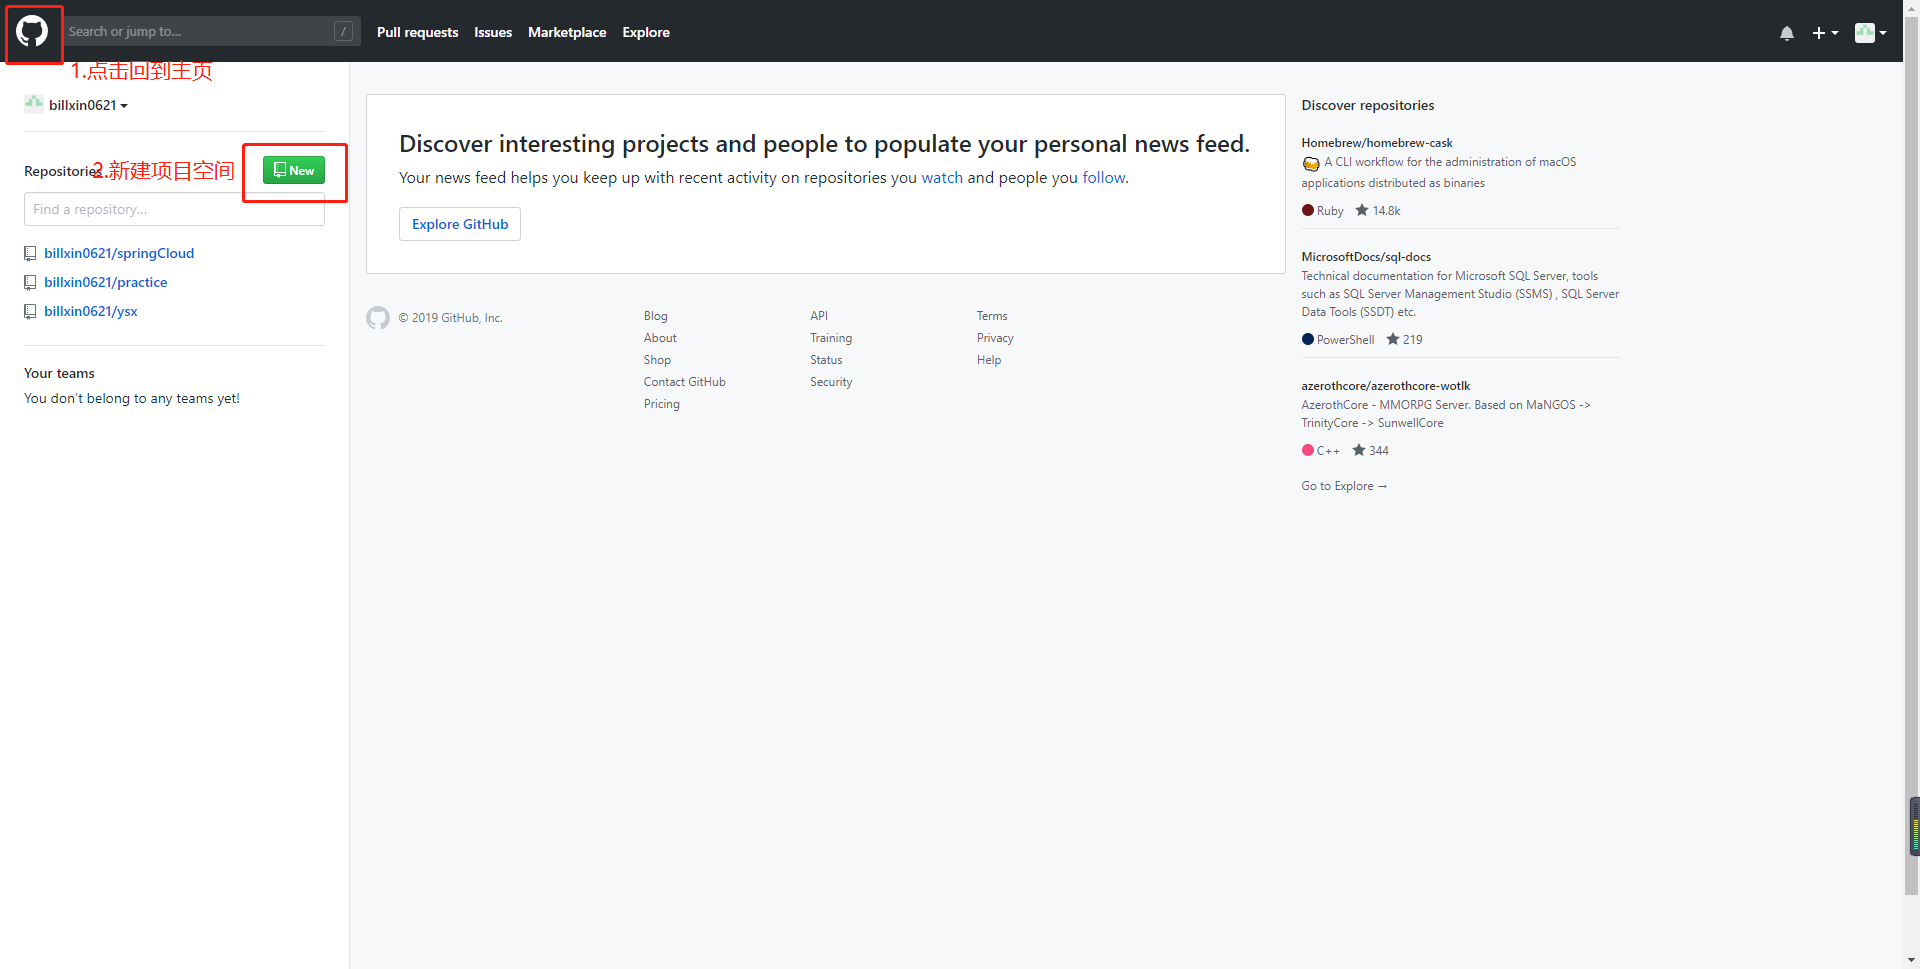 Search or jump to...
/
Pull requests
Issues
Marketplace
Explore
1.点击回到主页
billxin0621
Repositories
2.新建项目空间
New
Find a repository...
billxin0621/springCloud
billxin0621/practice
billxin0621/ysx
Your teams
You don't belong to any teams yet!
Discover interesting projects and people to populate your personal news feed.
Your news feed helps you keep up with recent activity on repositories you watch and people you follow.
Explore GitHub
© 2019 GitHub, Inc.
Blog
About
Shop
Contact GitHub
Pricing
API
Training
Status
Security
Terms
Privacy
Help
Discover repositories
Homebrew/homebrew-cask
A CLI workflow for the administration of macOS
applications distributed as binaries
Ruby 14.8k
MicrosoftDocs/sql-docs
Technical documentation for Microsoft SQL Server, tools
such as SQL Server Management Studio (SSMS) , SQL Server
Data Tools (SSDT) etc.
PowerShell 219
azerothcore/azerothcore-wotlk
AzerothCore - MMORPG Server. Based on MaNGOS ->
TrinityCore -> SunwellCore
C++ 344
Go to Explore →